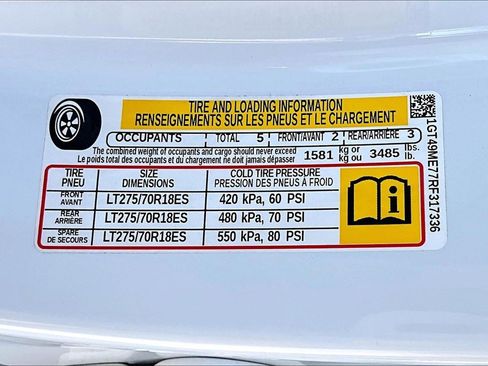 TIRE AND LOADING INFORMATION
RENSEIGNEMENTS SUR LES PNEUS ET LE CHARGEMENT
OCCUPANTS TOTAL 5 FRONT/AVANT 2 REAR/ARRIÈRE 3
The combined weight of occupants and cargo should never exceed 1581 kg or 3485 lbs.
Le poids total des occupants et du chargement ne doit jamais dépasser kg ou lb.
TIRE SIZE COLD TIRE PRESSURE
PNEU DIMENSIONS PRESSION DES PNEUS À FROID
FRONT AVANT LT275/70R18ES 420 kPa, 60 PSI
REAR ARRIÈRE LT275/70R18ES 480 kPa, 70 PSI
SPARE DE SECOURS LT275/70R18ES 550 kPa, 80 PSI
1GT49ME77RF317336